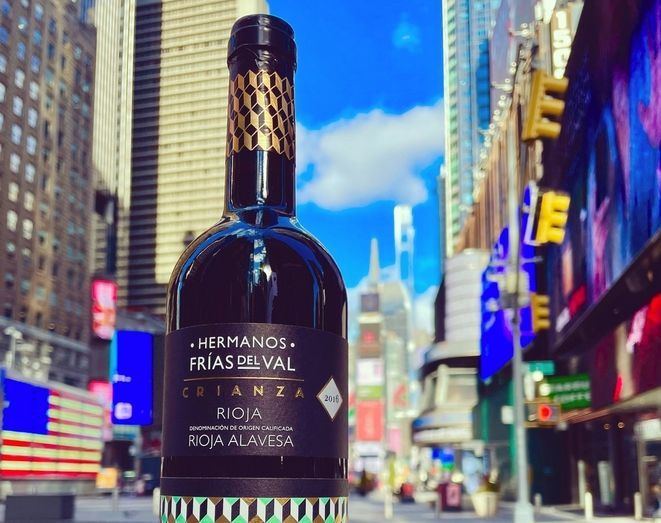 • HERMANOS •
FRÍAS DEL VAL
CRIANZA
2016
RIOJA
DENOMINACIÓN DE ORIGEN CALIFICADA
RIOJA ALAVESA